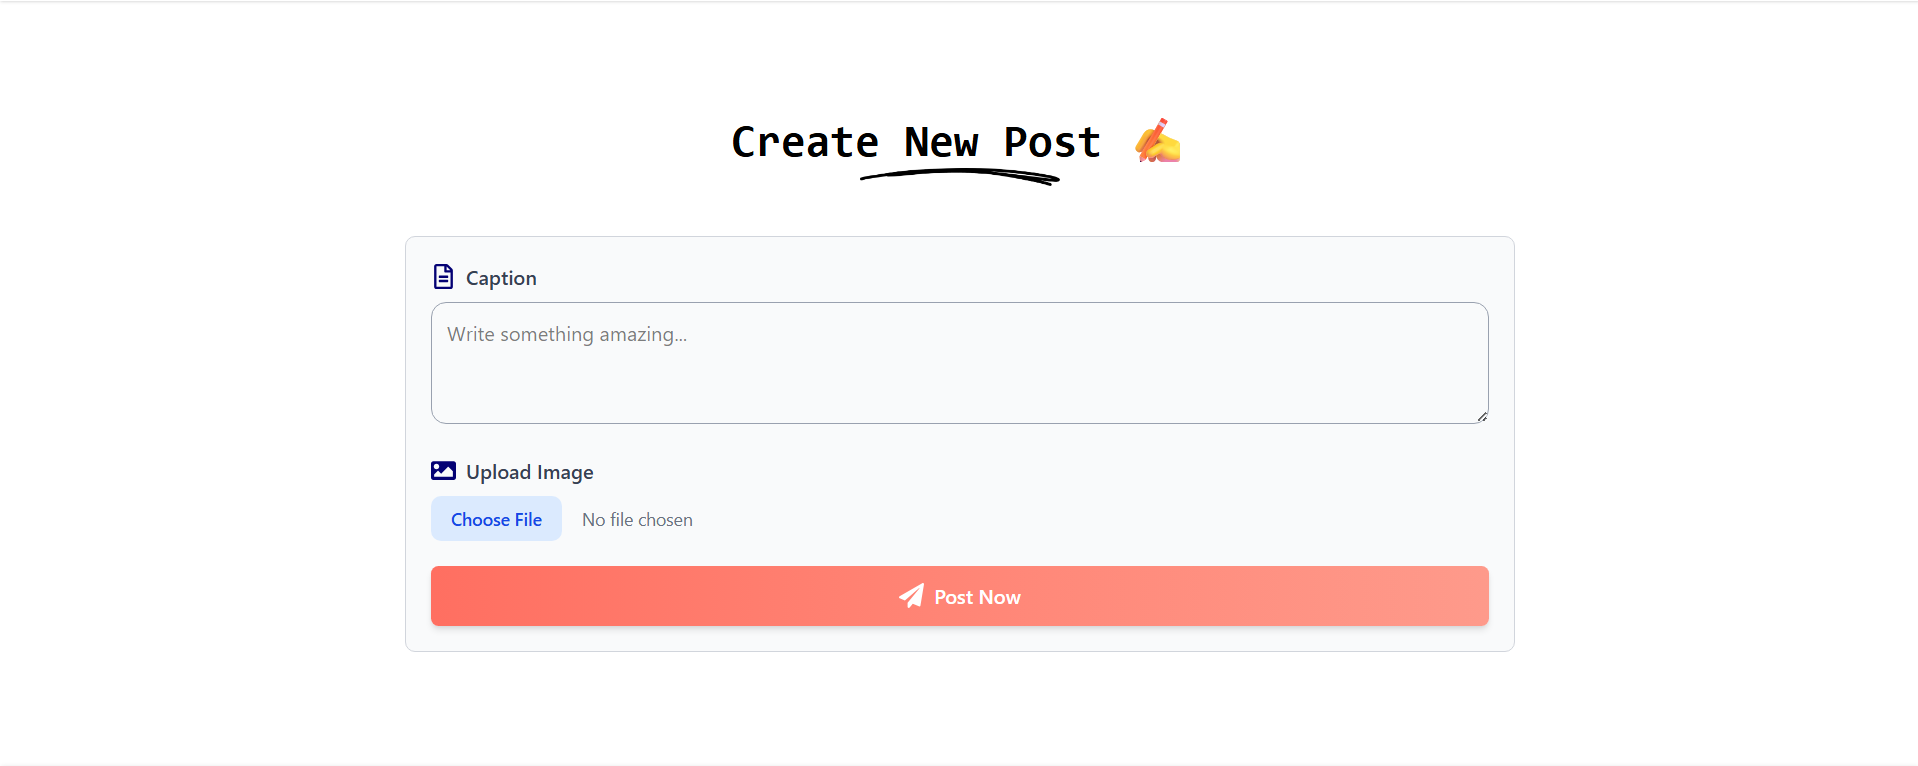 Create New Post ✍️
Caption
Write something amazing...
Upload Image
Choose File No file chosen
Post Now